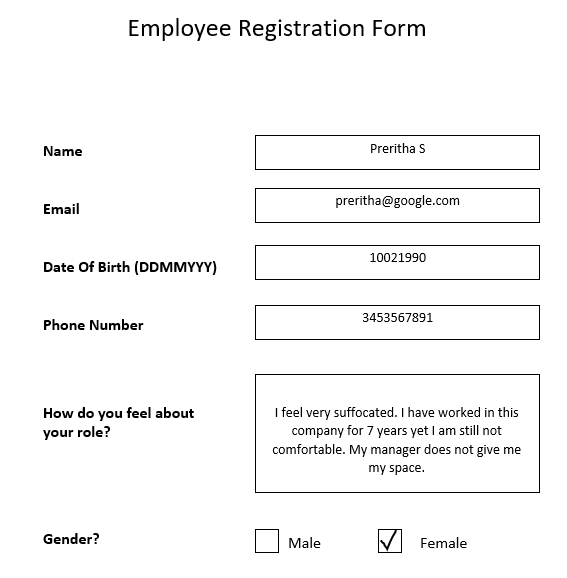 Employee Registration Form
Name
Preritha S
Email
preritha@google.com
Date Of Birth (DDMMYYY)
10021990
Phone Number
3453567891
How do you feel about
your role?
I feel very suffocated. I have worked in this
company for 7 years yet I am still not
comfortable. My manager does not give me
my space.
Gender?
Male
Female